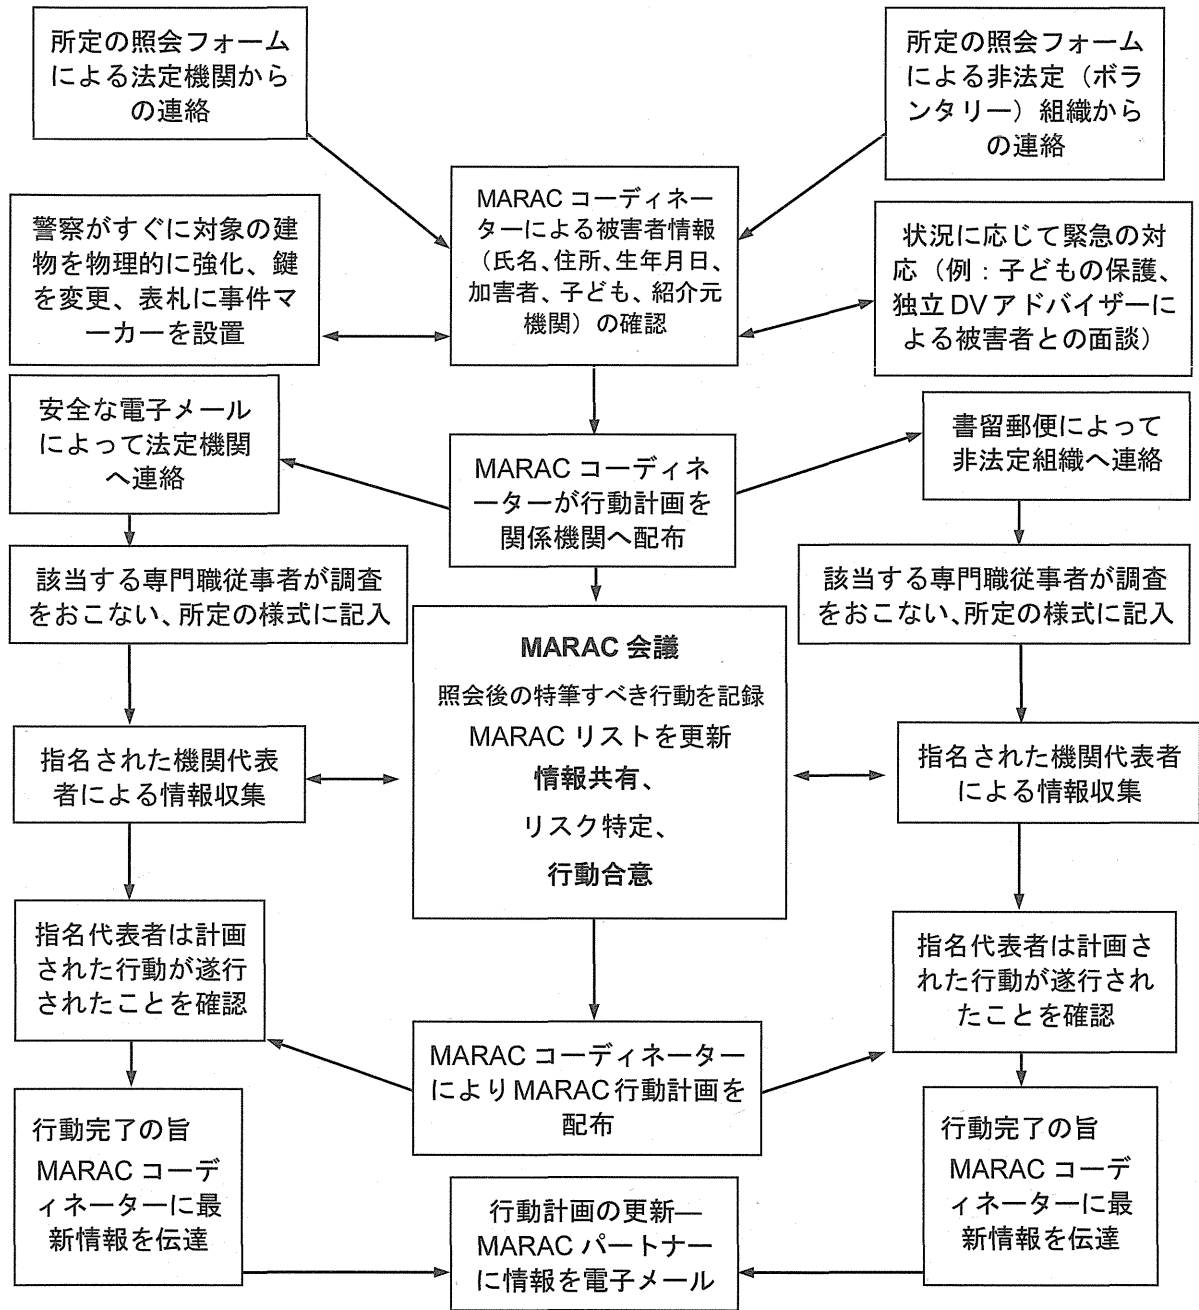 所定の照会フォーム
による法定機関から
の連絡
所定の照会フォーム
による非法定（ボラ
ンタリー）組織から
の連絡
MARAC コーディネー
ターによる被害者情報
（氏名、住所、生年月日、
加害者、子ども、紹介元
機関）の確認
警察がすぐに対象の建
物を物理的に強化、鍵
を変更、表札に事件マ
ーカーを設置
状況に応じて緊急の対
応（例：子どもの保護、
独立 DV アドバイザーに
よる被害者との面談）
安全な電子メール
によって法定機関
へ連絡
MARAC コーディネ
ーターが行動計画を
関係機関へ配布
書留郵便によって
非法定組織へ連絡
該当する専門職従事者が調査
をおこない、所定の様式に記入
該当する専門職従事者が調査
をおこない、所定の様式に記入
MARAC 会議
照会後の特筆すべき行動を記録
MARAC リストを更新
情報共有、
リスク特定、
行動合意
指名された機関代表
者による情報収集
指名された機関代表者
による情報収集
指名代表者は計画
された行動が遂行
されたことを確認
指名代表者は計画さ
れた行動が遂行され
たことを確認
MARAC コーディネーター
により MARAC 行動計画を
配布
行動完了の旨
MARAC コーデ
ィネーターに最
新情報を伝達
行動完了の旨
MARAC コーデ
ィネーターに最
新情報を伝達
行動計画の更新―
MARAC パートナー
に情報を電子メール